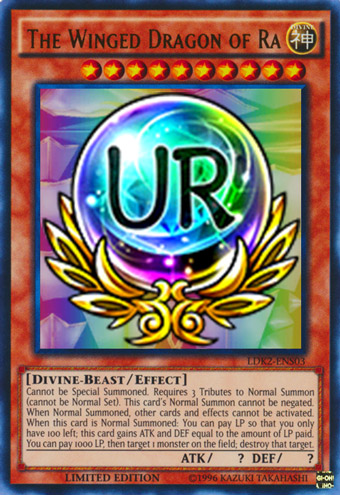 THE WINGED DRAGON OF RA
DIVINE
神
UR
LDK2-ENS03
[DIVINE-BEAST/EFFECT]
Cannot be Special Summoned. Requires 3 Tributes to Normal Summon
(cannot be Normal Set). This card's Normal Summon cannot be negated.
When Normal Summoned, other cards and effects cannot be activated.
When this card is Normal Summoned: You can pay LP so that you only
have 100 left; this card gains ATK and DEF equal to the amount of LP paid.
You can pay 1000 LP, then target 1 monster on the field; destroy that target.
ATK/ ? DEF/ ?
LIMITED EDITION
©1996 KAZUKI TAKAHASHI